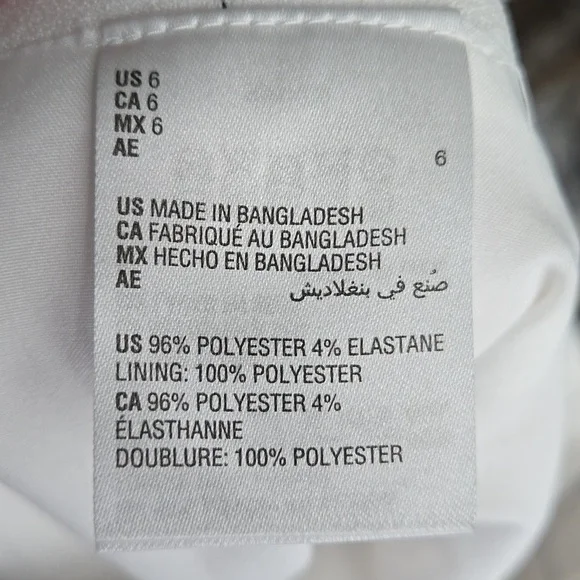 US 6
CA 6
MX 6
AE 6
US MADE IN BANGLADESH
CA FABRIQUÉ AU BANGLADESH
MX HECHO EN BANGLADESH
AE صُنع في بنغلاديش
US 96% POLYESTER 4% ELASTANE
LINING: 100% POLYESTER
CA 96% POLYESTER 4%
ÉLASTHANNE
DOUBLURE: 100% POLYESTER